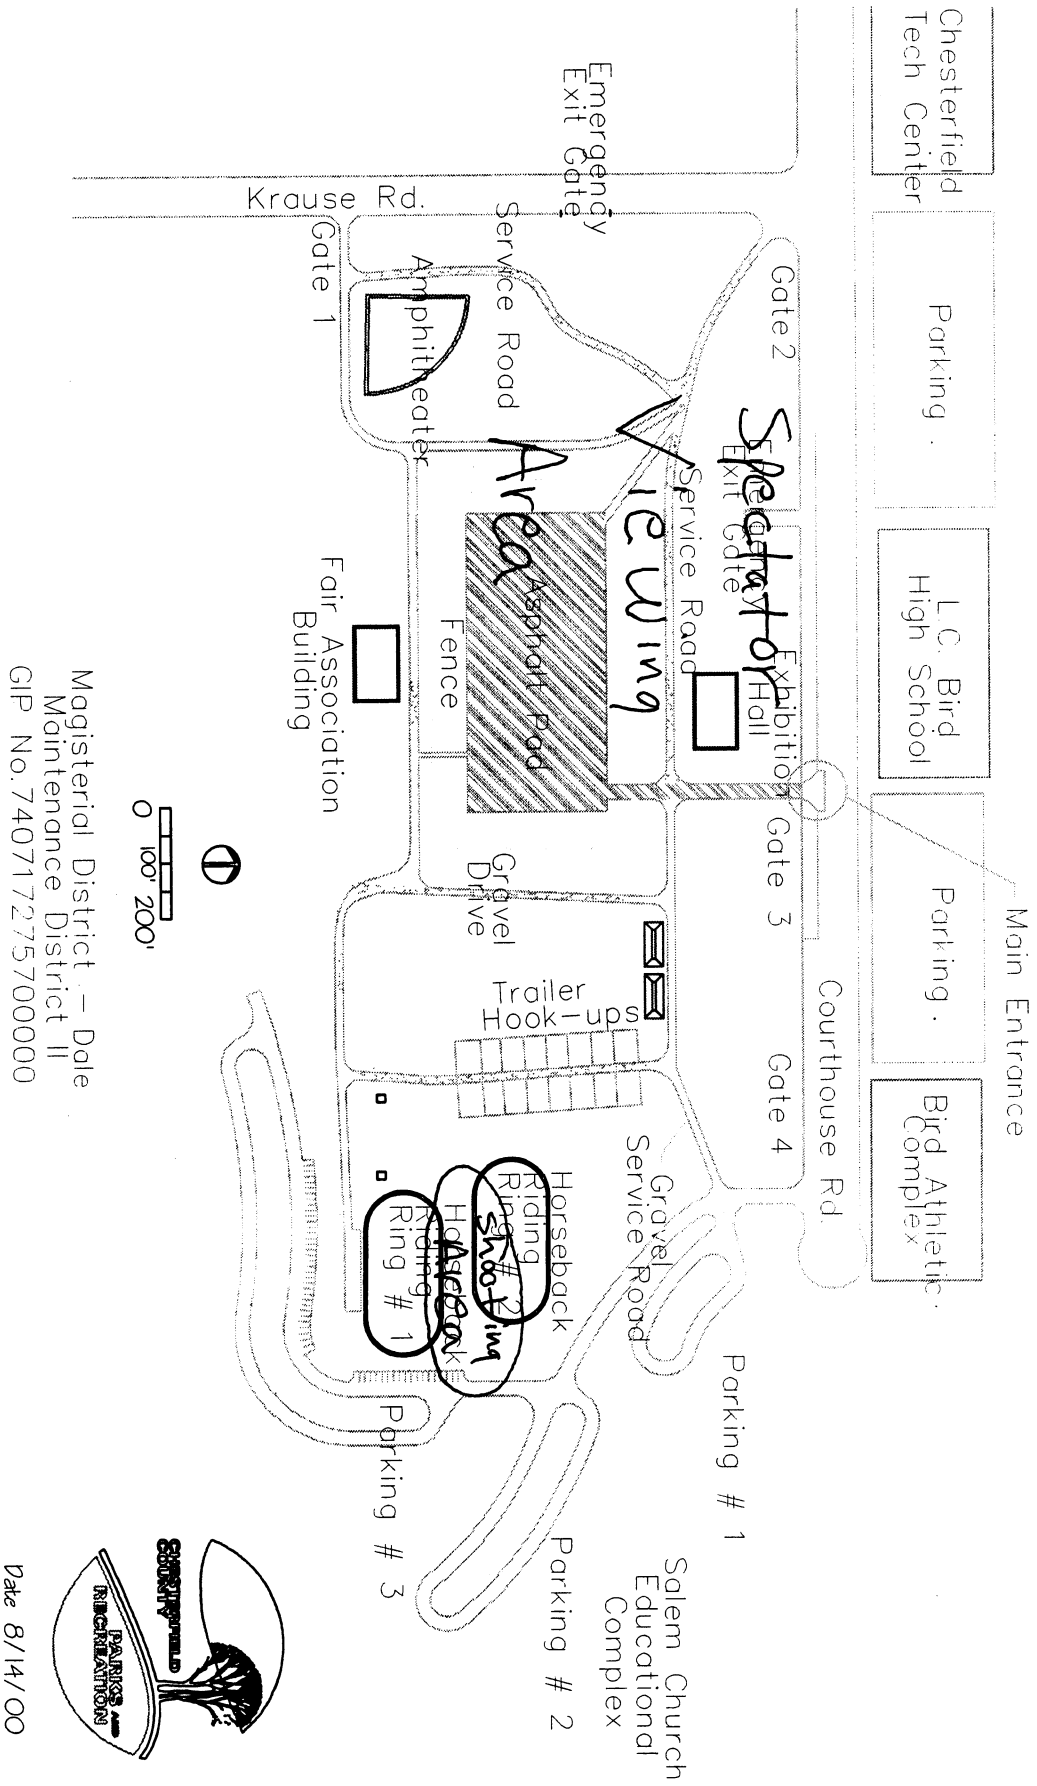 Chesterfield
Tech Center
Parking .
L.C. Bird
High School
Parking .
Main Entrance
Bird Athletic
Complex
Courthouse Rd.
Krause Rd.
Emergency
Exit Gate
Gate 2
Emergency
Exit Gate
Exhibition
Hall
Gate 3
Gate 4
Gate 1
Service Road
Amphitheater
Service Road
Spectator
Viewing
Area
Asphalt Pad
Fence
Fair Association
Building
Gravel
Drive
Trailer
Hook-ups
Gravel
Service Road
Horseback
Riding
Ring # 2
Shooting
Area
Horseback
Riding
Ring # 1
Parking # 1
Parking # 2
Parking # 3
Salem Church
Educational
Complex
0 100' 200'
Magisterial District - Dale
Maintenance District II
GIP No.74071727570000
CHESTERFIELD
COUNTY
PARKS AND
RECREATION
Date 8/14/00